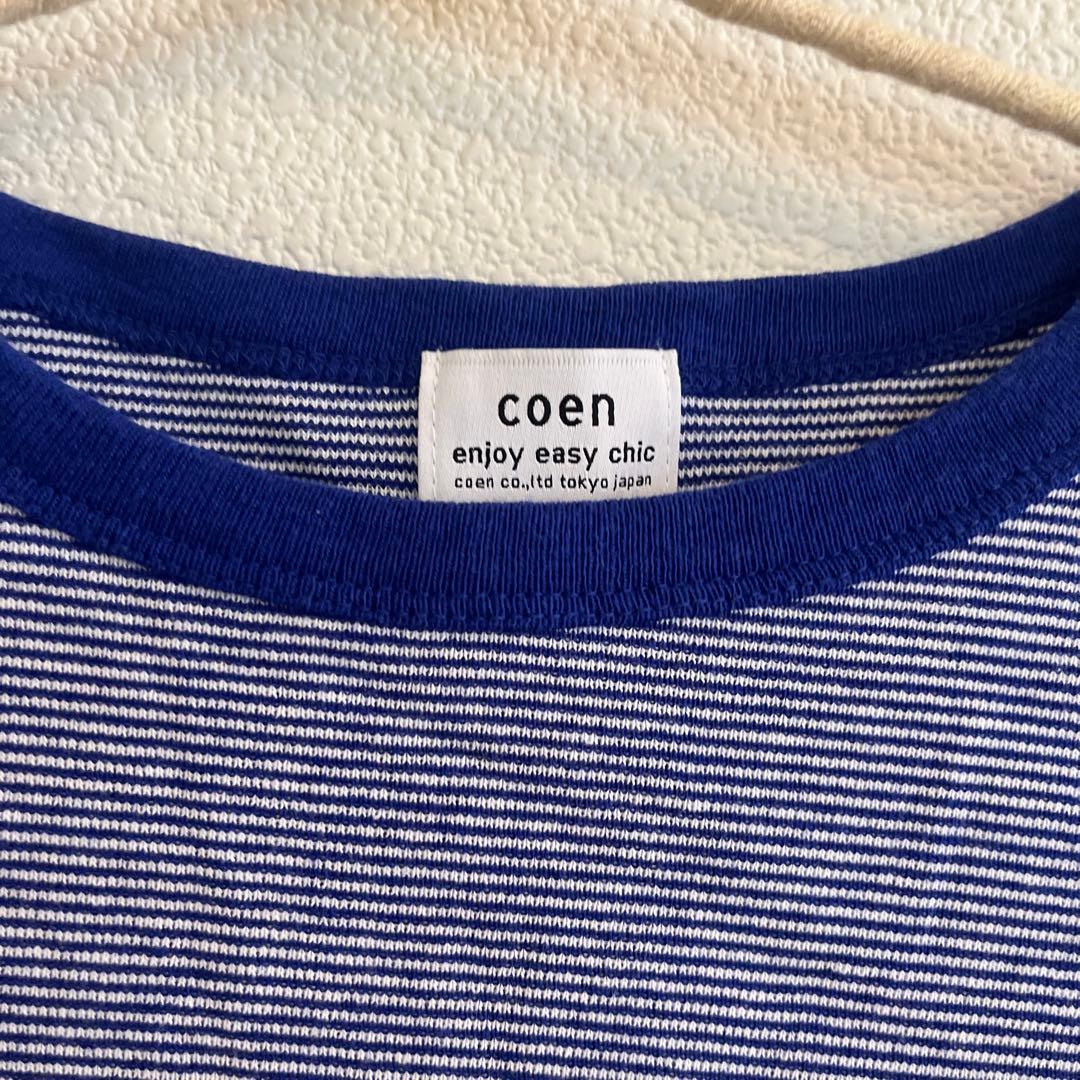 coen
enjoy easy chic
coen co.,ltd tokyo japan